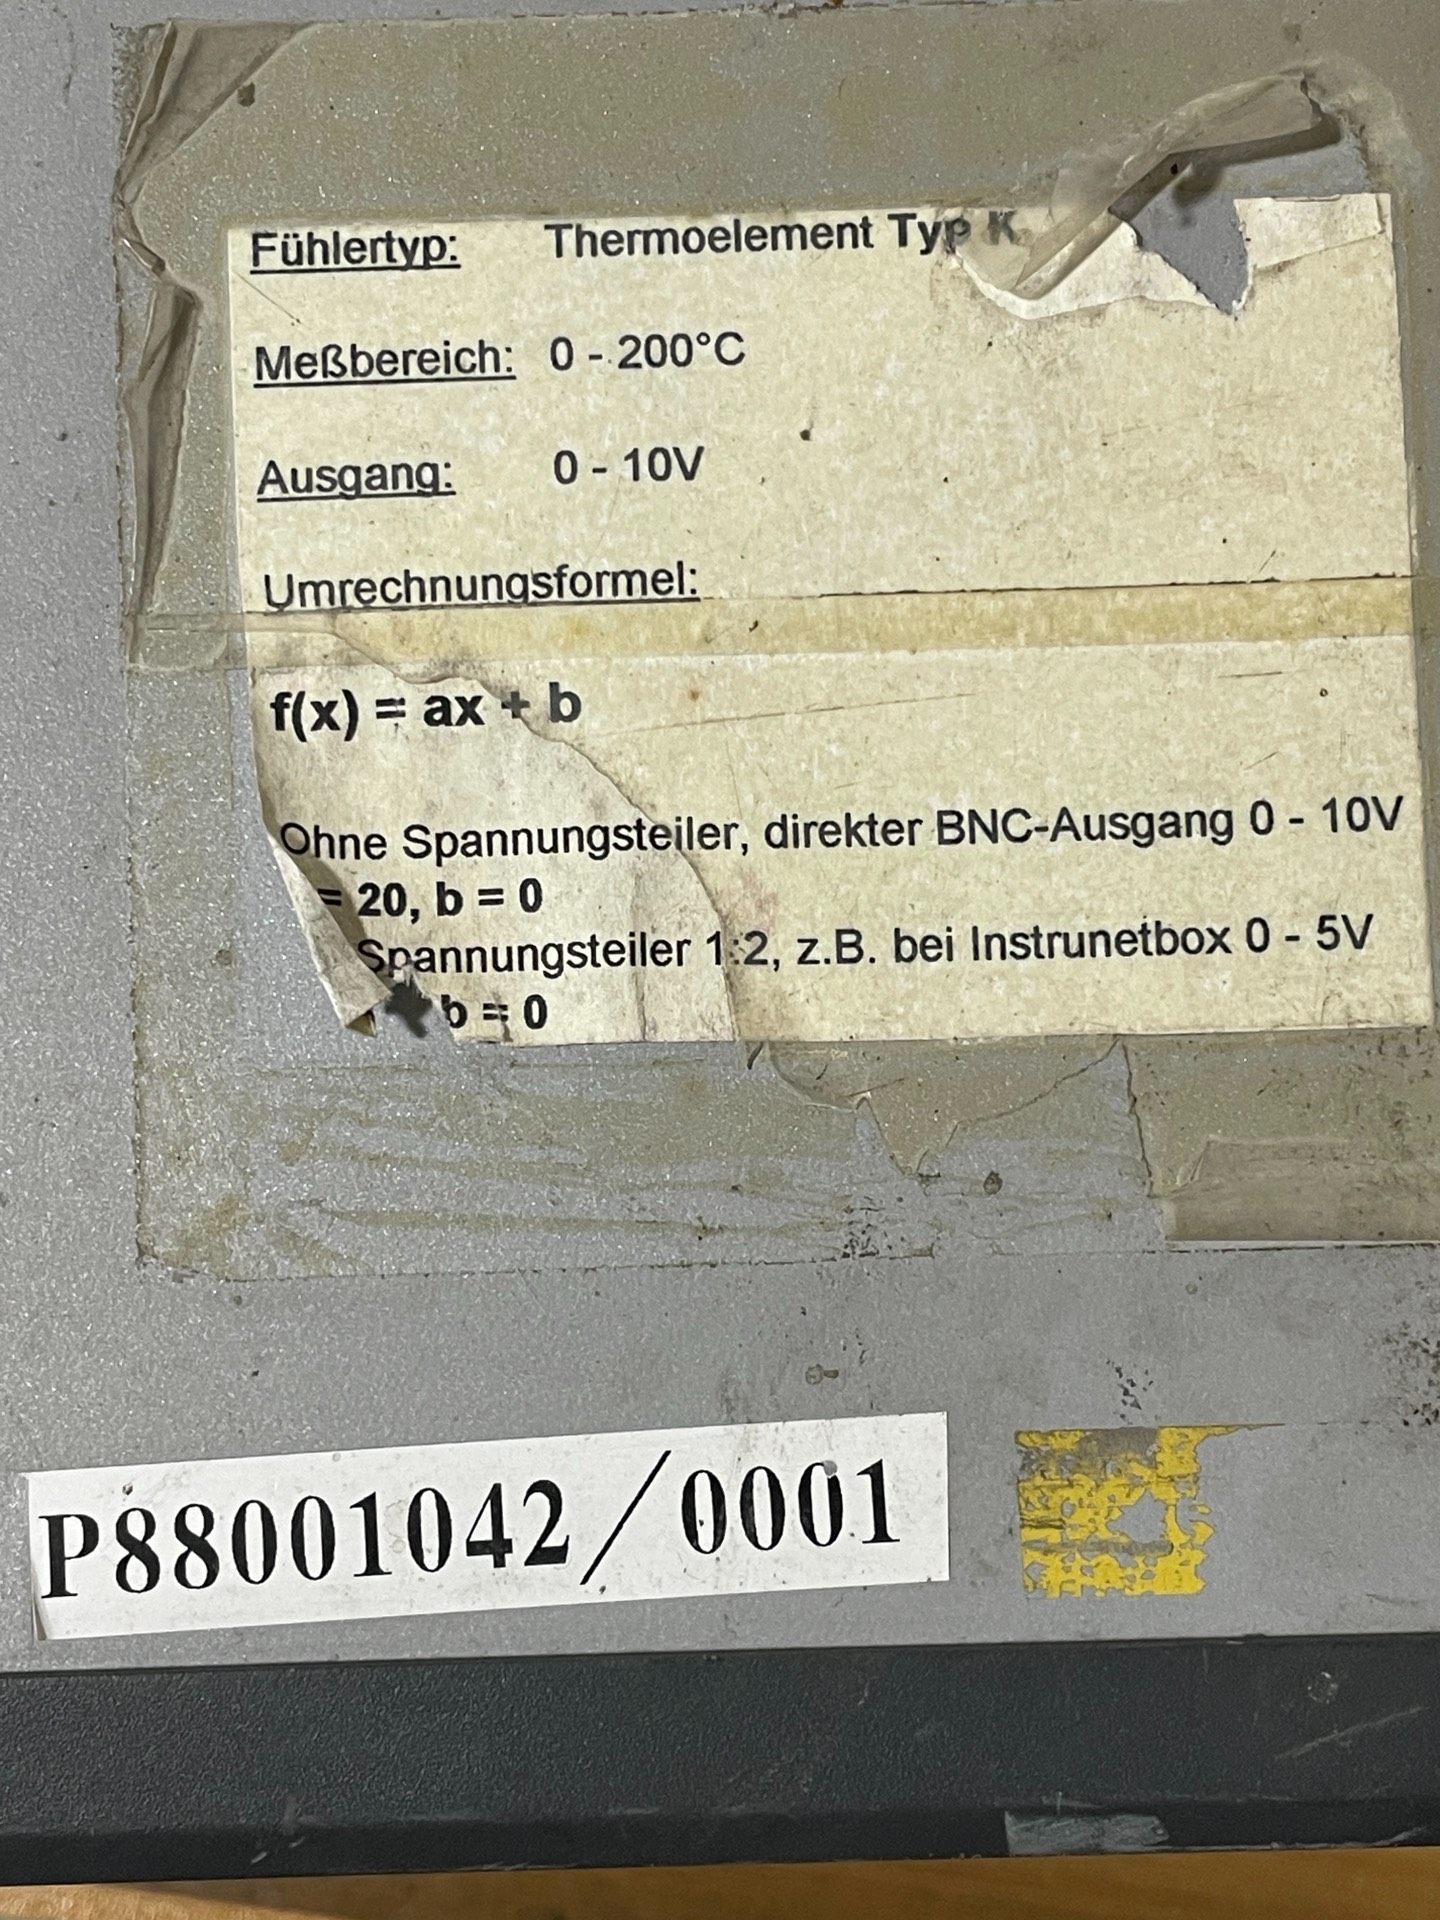 Fühlertyp: Thermoelement Typ K
Meßbereich: 0 - 200°C
Ausgang: 0 - 10V
Umrechnungsformel:
f(x) = ax + b
Ohne Spannungsteiler, direkter BNC-Ausgang 0 - 10V
= 20, b = 0
Spannungsteiler 1:2, z.B. bei Instrunetbox 0 - 5V
b = 0
P88001042/0001